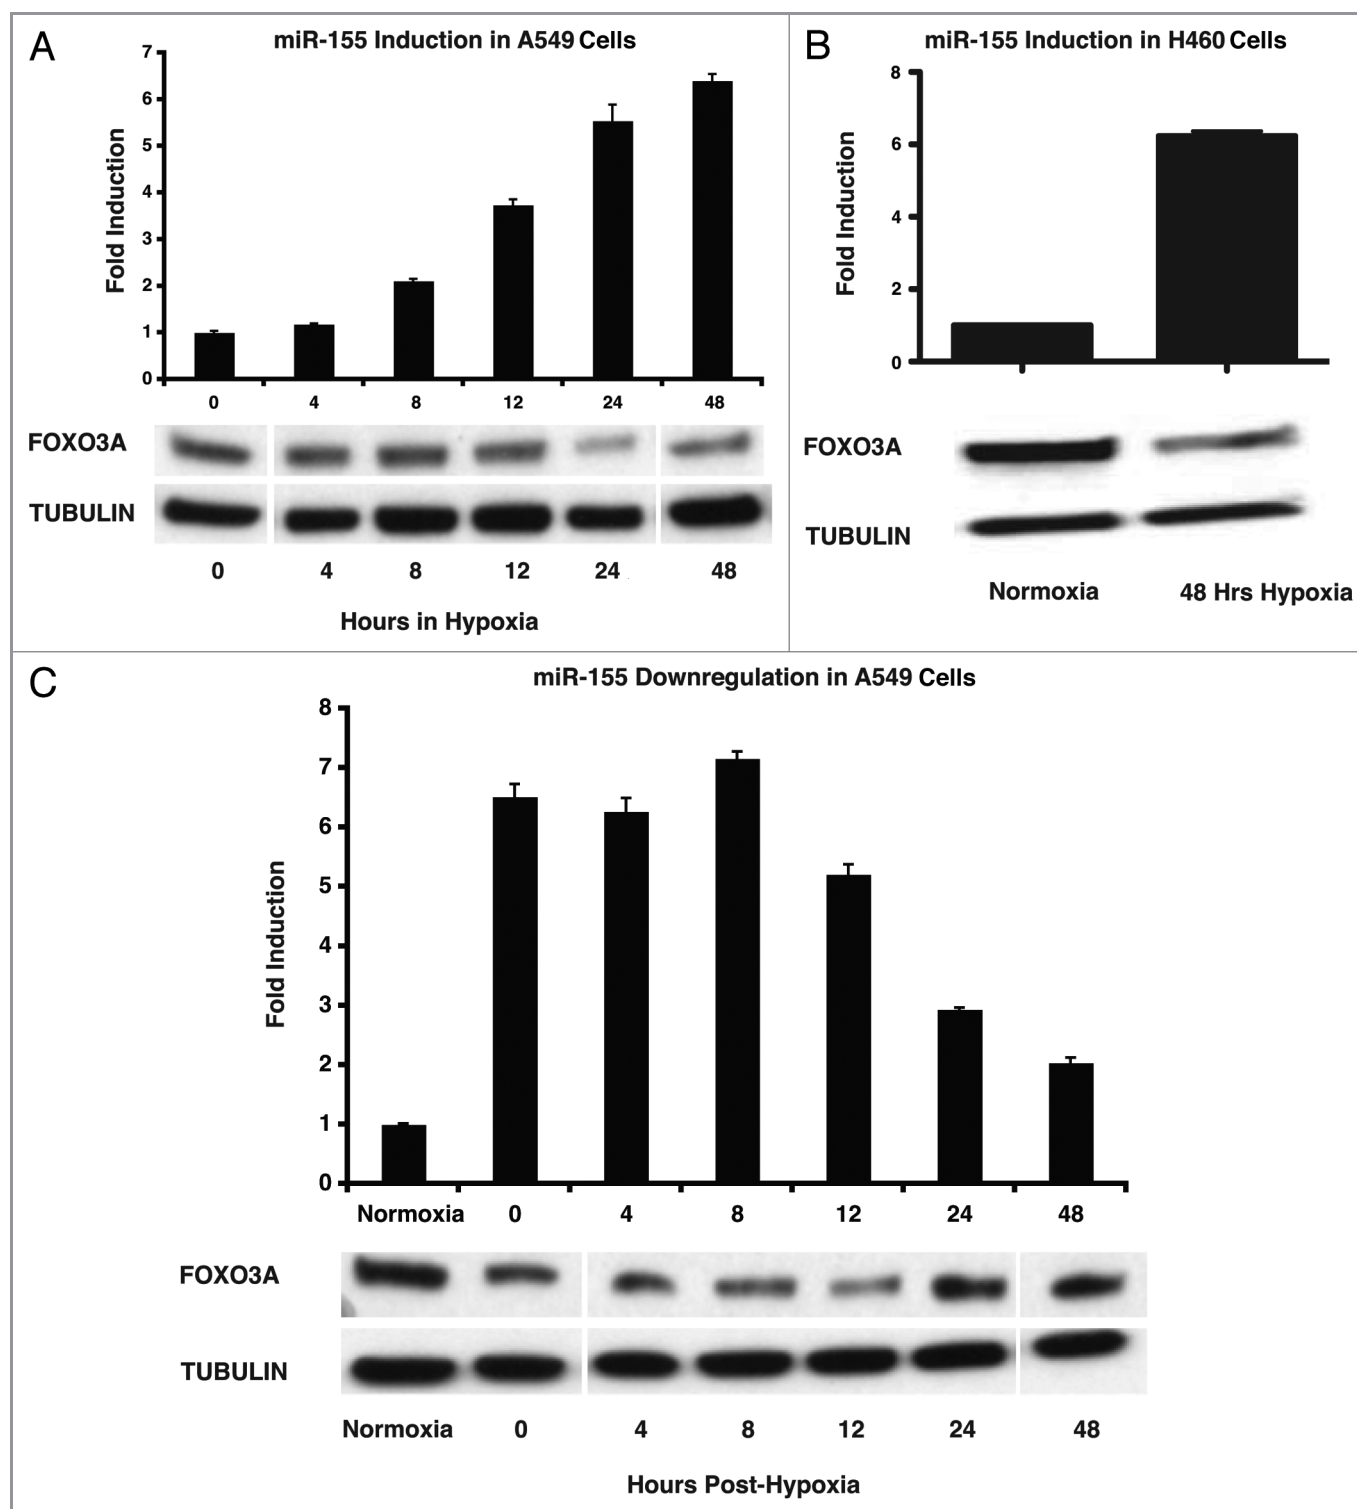 A
miR-155 Induction in A549 Cells
7
6
5
4
3
2
1
0
Fold Induction
0 4 8 12 24 48
FOXO3A
TUBULIN
0 4 8 12 24 48
Hours in Hypoxia
B
miR-155 Induction in H460 Cells
8
6
4
2
0
Fold Induction
FOXO3A
TUBULIN
Normoxia 48 Hrs Hypoxia
C
miR-155 Downregulation in A549 Cells
8
7
6
5
4
3
2
1
0
Fold Induction
Normoxia 0 4 8 12 24 48
FOXO3A
TUBULIN
Normoxia 0 4 8 12 24 48
Hours Post-Hypoxia